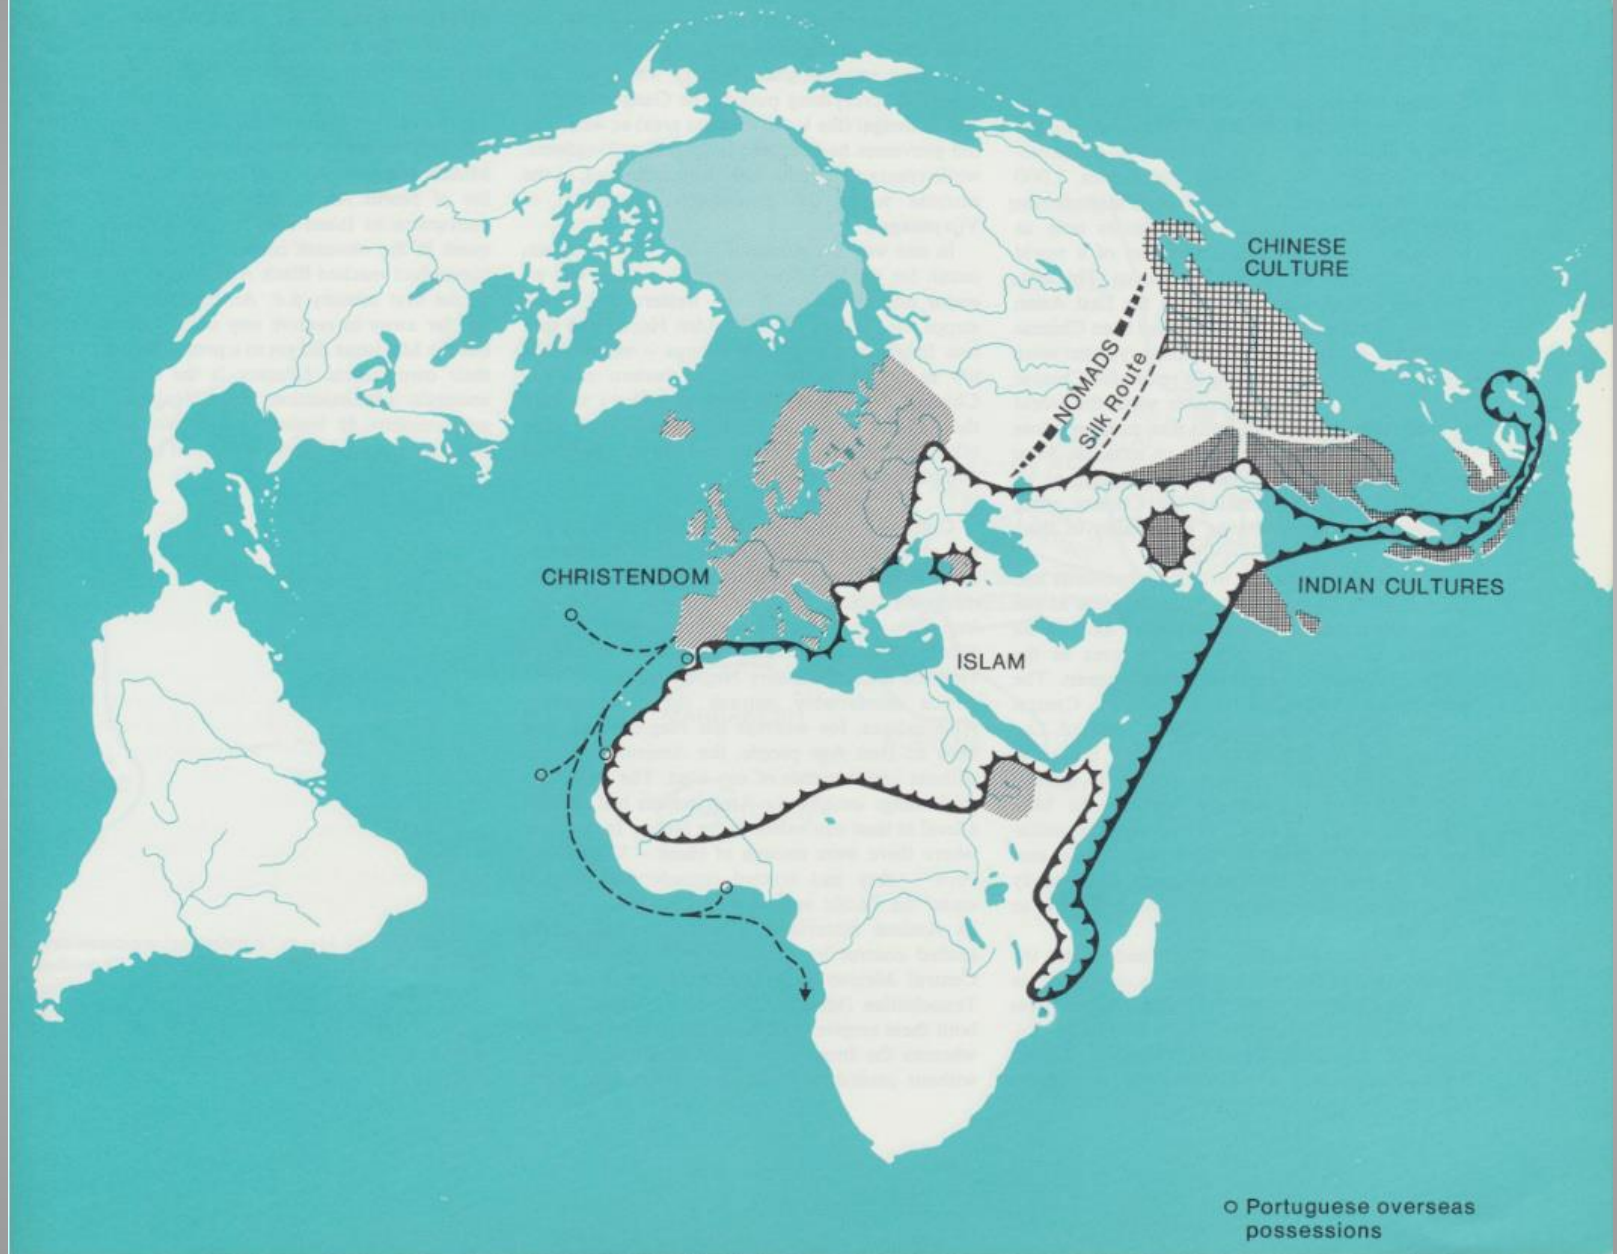 CHINESE
CULTURE
NOMADS
Silk Route
CHRISTENDOM
INDIAN CULTURES
ISLAM
Portuguese overseas
possessions